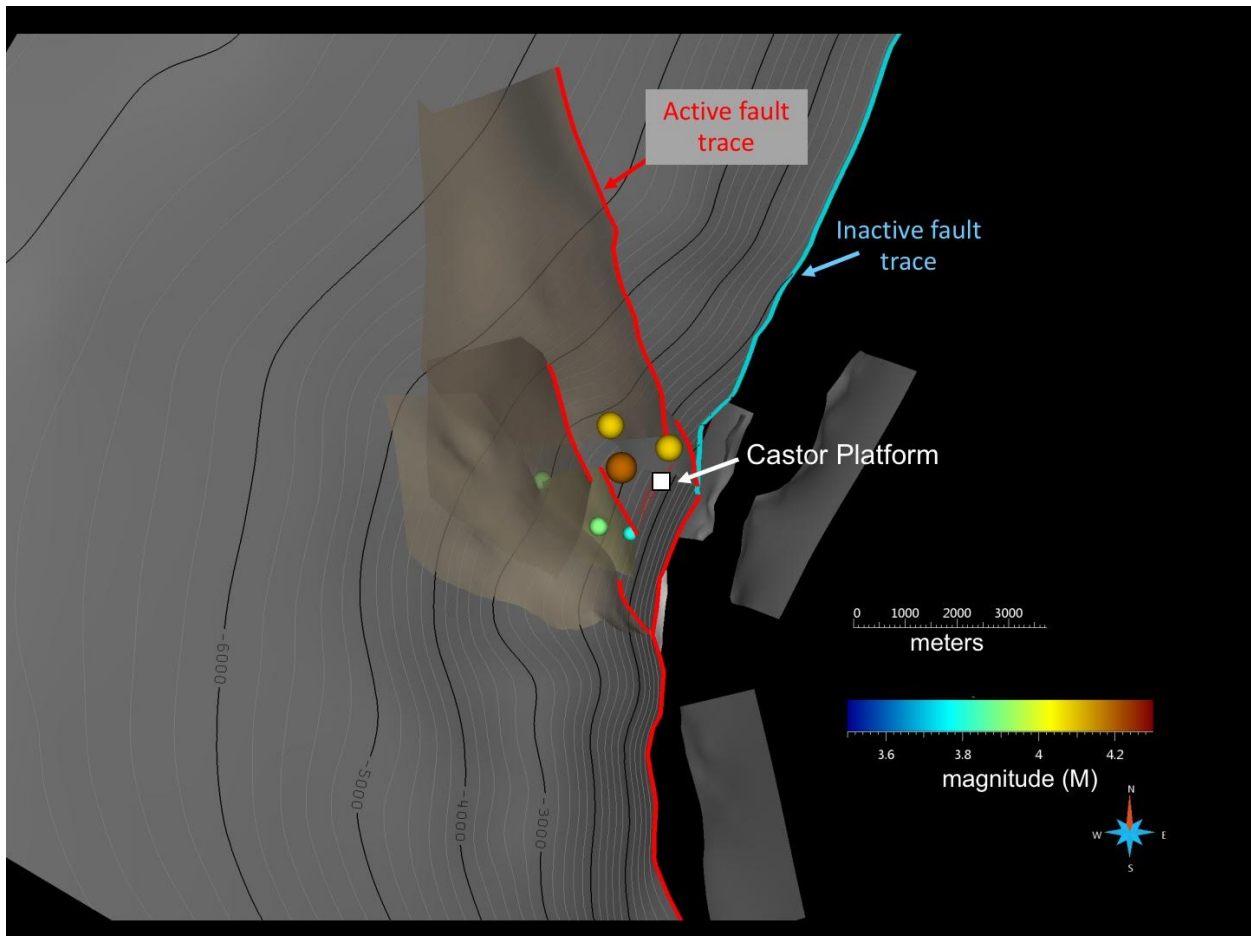 Active fault
trace
Inactive fault
trace
Castor Platform
0 1000 2000 3000
meters
3.6 3.8 4 4.2
magnitude (M)
N
W E
S
-6000
-5000
-4000
-3000